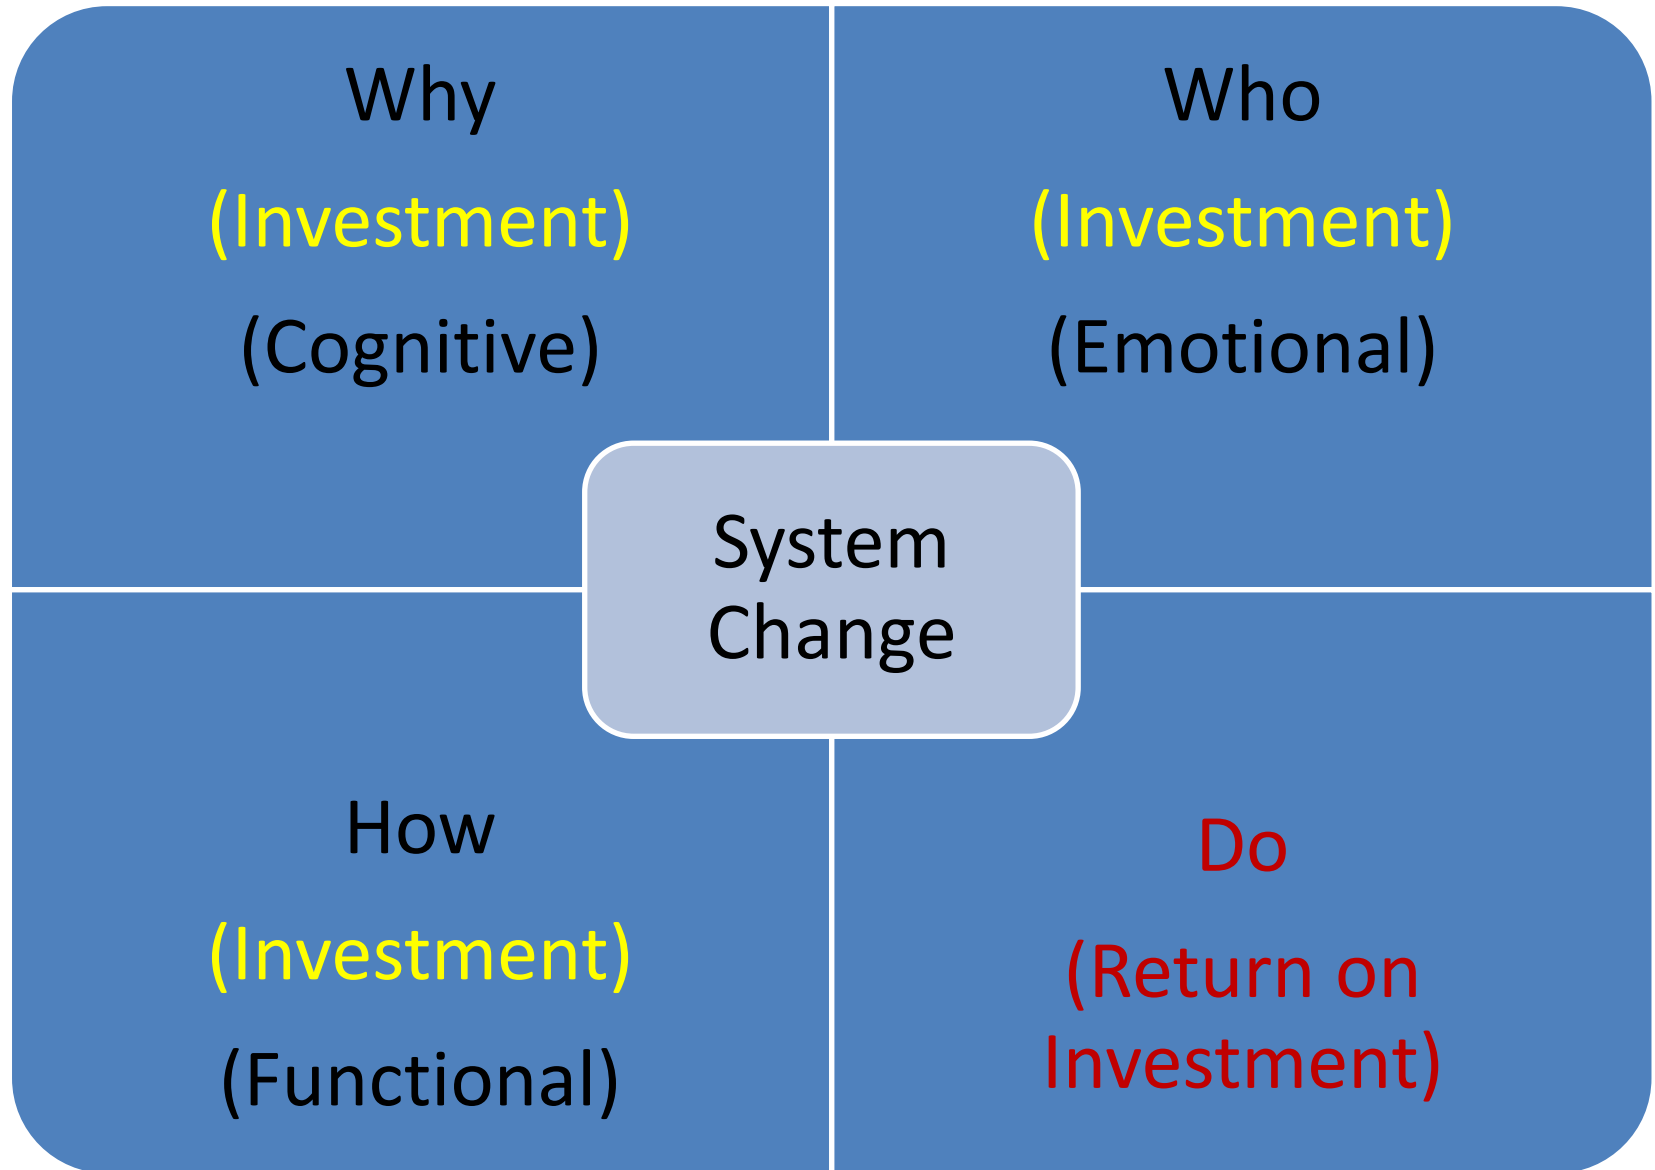 Why
(Investment)
(Cognitive)
Who
(Investment)
(Emotional)
System
Change
How
(Investment)
(Functional)
Do
(Return on
Investment)